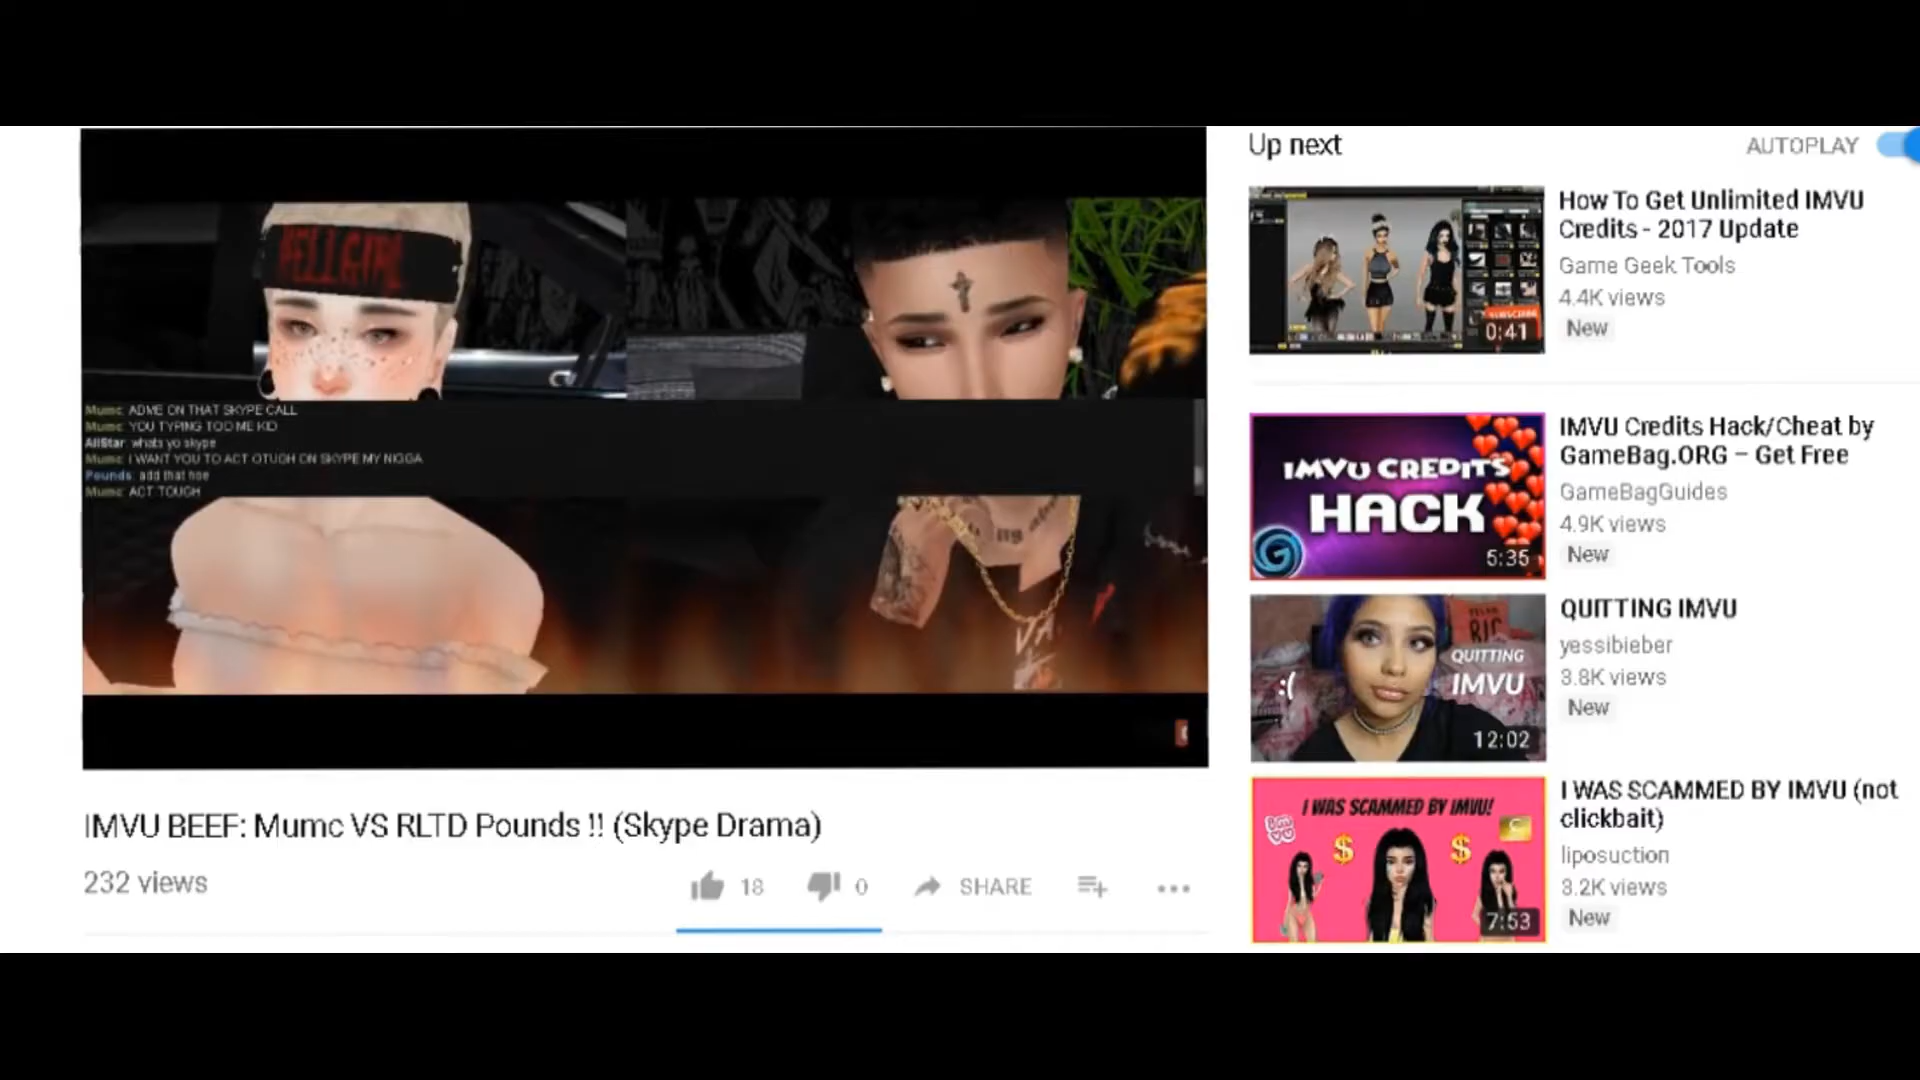 HELLGIRL
Mumc: ADME ON THAT SKYPE CALL
Mumc: YOU TYPING TOO ME KID
AllStar: whats yo skype
Mumc: I WANT YOU TO ACT OTUGH ON SKYPE MY NIGGA
Pounds: add that hoe
Mumc: ACT TOUGH
IMVU BEEF: Mumc VS RLTD Pounds !! (Skype Drama)
232 views
18
0
SHARE
Up next
AUTOPLAY
SUBSCRIBE
0:41
How To Get Unlimited IMVU
Credits - 2017 Update
Game Geek Tools
4.4K views
New
IMVU CREDITS
HACK
5:35
IMVU Credits Hack/Cheat by
GameBag.ORG – Get Free
GameBagGuides
4.9K views
New
QUITTING
IMVU
:(
12:02
QUITTING IMVU
yessibieber
3.8K views
New
I WAS SCAMMED BY IMVU!
$
$
7:53
I WAS SCAMMED BY IMVU (not
clickbait)
liposuction
3.2K views
New